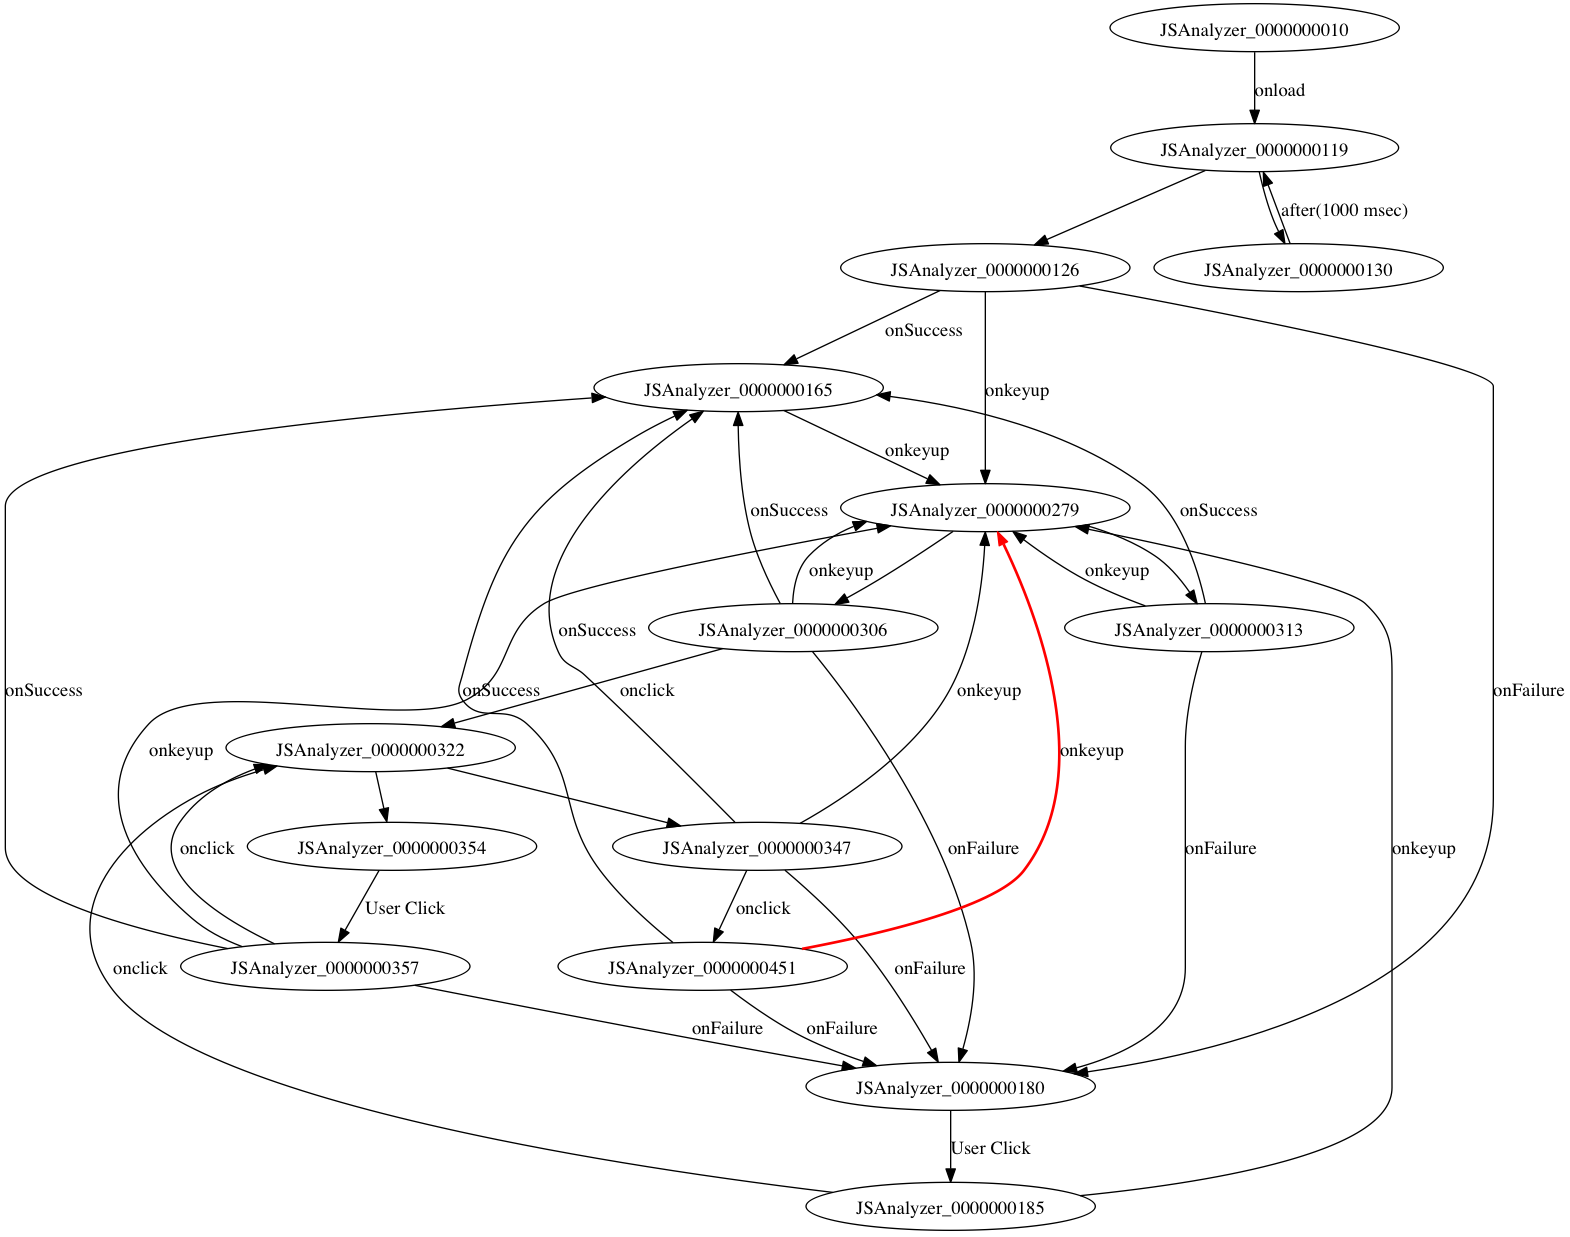 JSAnalyzer_0000000010
onload
JSAnalyzer_0000000119
after(1000 msec)
JSAnalyzer_0000000126
JSAnalyzer_0000000130
onSuccess
JSAnalyzer_0000000165
onkeyup
onkeyup
JSAnalyzer_0000000279
onSuccess
onSuccess
onkeyup
onkeyup
JSAnalyzer_0000000306
JSAnalyzer_0000000313
onSuccess
onSuccess
onSuccess
onclick
onkeyup
onFailure
JSAnalyzer_0000000322
onkeyup
onkeyup
onclick
JSAnalyzer_0000000354
JSAnalyzer_0000000347
onFailure
onFailure
onkeyup
User Click
onclick
onclick
JSAnalyzer_0000000357
JSAnalyzer_0000000451
onFailure
onFailure
onFailure
JSAnalyzer_0000000180
User Click
JSAnalyzer_0000000185